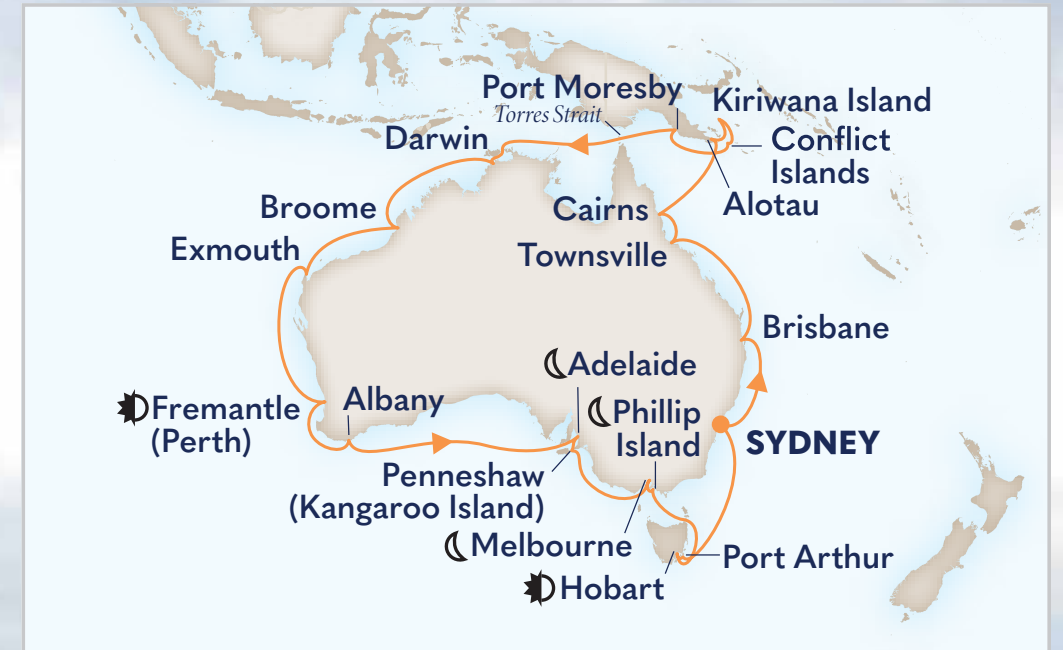 Port Moresby
Torres Strait
Kiriwana Island
Darwin
Conflict
Islands
Alotau
Broome
Cairns
Exmouth
Townsville
Brisbane
Adelaide
Albany
Fremantle
(Perth)
Phillip
Island
SYDNEY
Penneshaw
(Kangaroo Island)
Melbourne
Port Arthur
Hobart